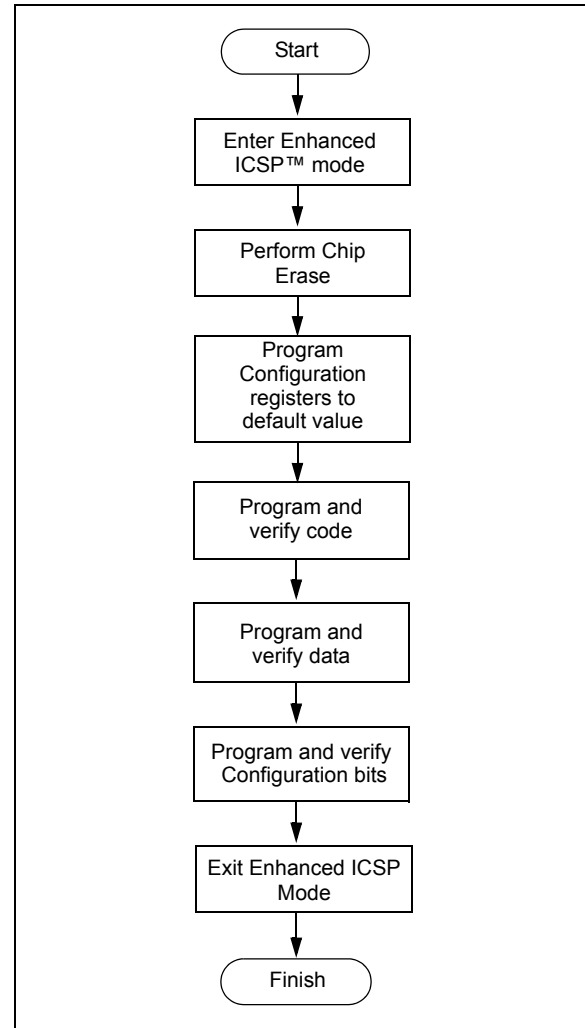 Start
Enter Enhanced
ICSP™ mode
Perform Chip
Erase
Program
Configuration
registers to
default value
Program and
verify code
Program and
verify data
Program and verify
Configuration bits
Exit Enhanced ICSP
Mode
Finish